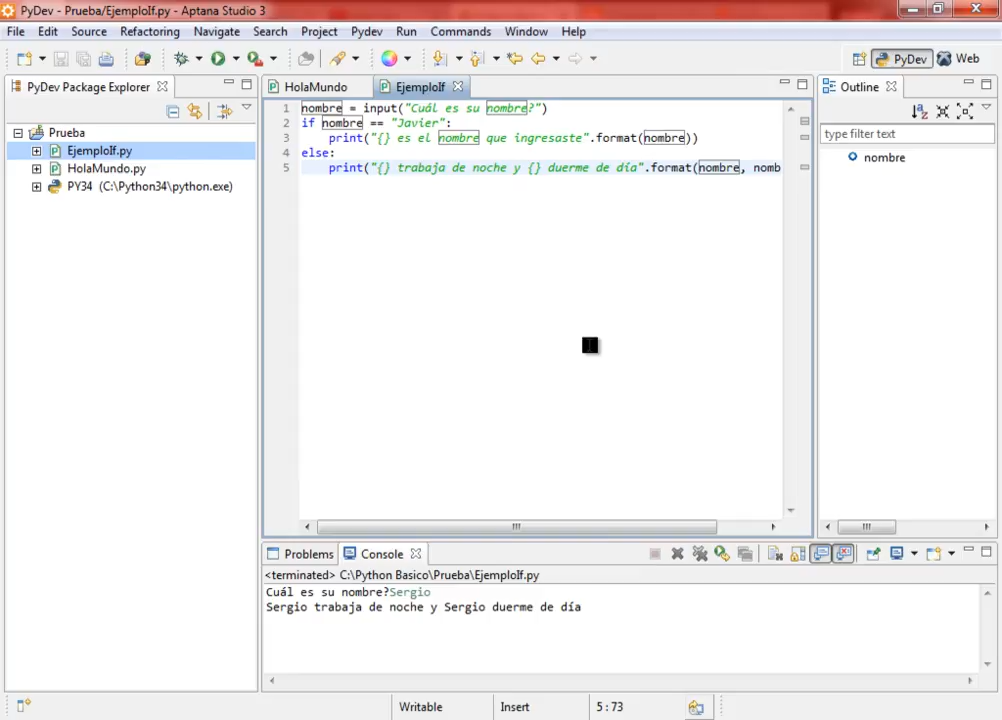 PyDev - Prueba/EjemploIf.py - Aptana Studio 3
File Edit Source Refactoring Navigate Search Project Pydev Run Commands Window Help
PyDev Web
PyDev Package Explorer
Prueba
EjemploIf.py
HolaMundo.py
PY34 (C:\Python34\python.exe)
HolaMundo EjemploIf
1 nombre = input("Cuál es su nombre?")
2 if nombre == "Javier":
3 print("{} es el nombre que ingresaste".format(nombre))
4 else:
5 print("{} trabaja de noche y {} duerme de día".format(nombre, nomb
Outline
type filter text
nombre
Problems Console
<terminated> C:\Python Basico\Prueba\EjemploIf.py
Cuál es su nombre?Sergio
Sergio trabaja de noche y Sergio duerme de día
Writable Insert 5 : 73